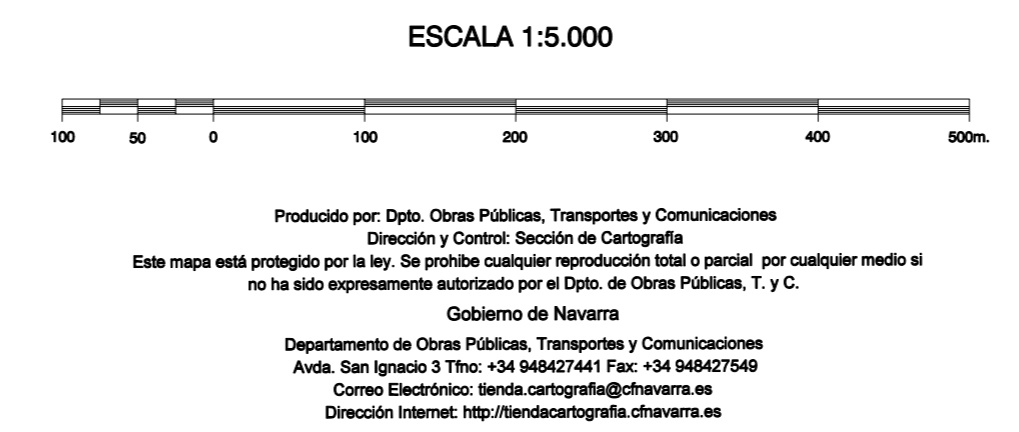 ESCALA 1:5.000
100 50 0 100 200 300 400 500m.
Producido por: Dpto. Obras Públicas, Transportes y Comunicaciones
Dirección y Control: Sección de Cartografía
Este mapa está protegido por la ley. Se prohibe cualquier reproducción total o parcial por cualquier medio si
no ha sido expresamente autorizado por el Dpto. de Obras Públicas, T. y C.
Gobierno de Navarra
Departamento de Obras Públicas, Transportes y Comunicaciones
Avda. San Ignacio 3 Tfno: +34 948427441 Fax: +34 948427549
Correo Electrónico: tienda.cartografia@cfnavarra.es
Dirección Internet: http://tiendacartografia.cfnavarra.es